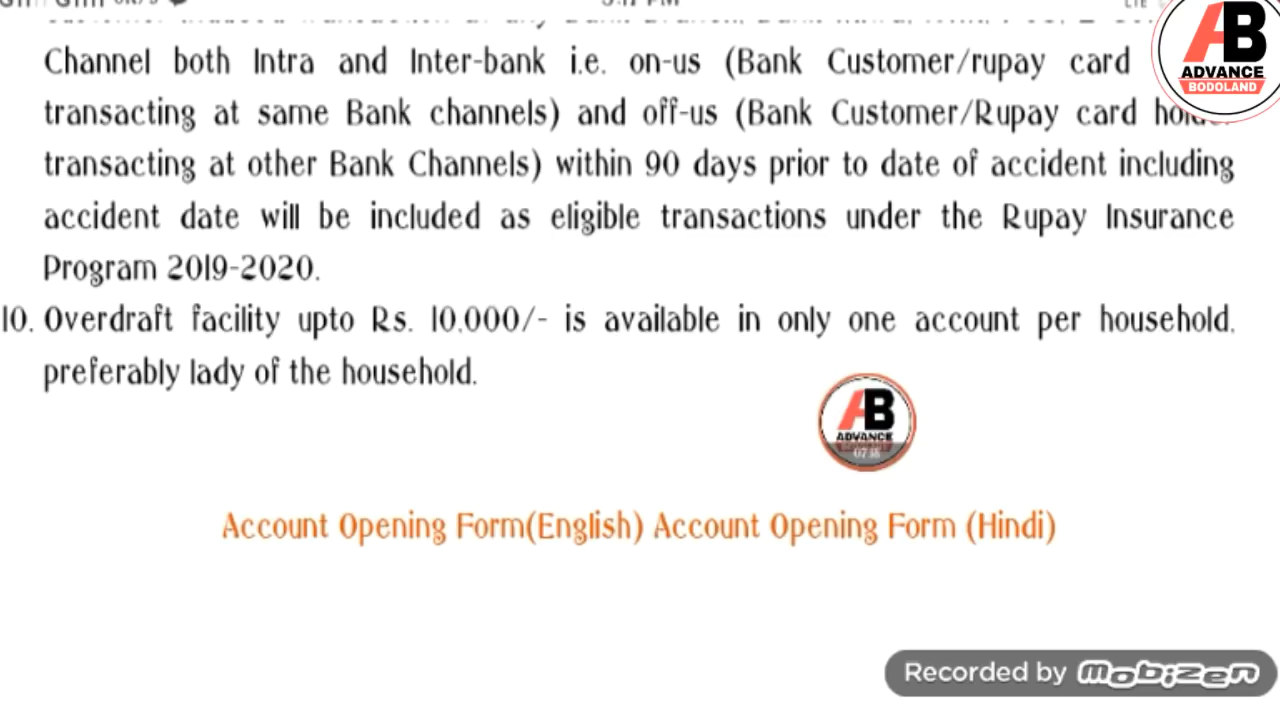 Channel both Intra and Inter-bank i.e. on-us (Bank Customer/rupay card
transacting at same Bank channels) and off-us (Bank Customer/Rupay card holder
transacting at other Bank Channels) within 90 days prior to date of accident including
accident date will be included as eligible transactions under the Rupay Insurance
Program 2019-2020.
10. Overdraft facility upto Rs. 10,000/- is available in only one account per household,
preferably lady of the household.
Account Opening Form(English) Account Opening Form (Hindi)
AB
ADVANCE
BODOLAND
AB
ADVANCE
Recorded by Mobizen